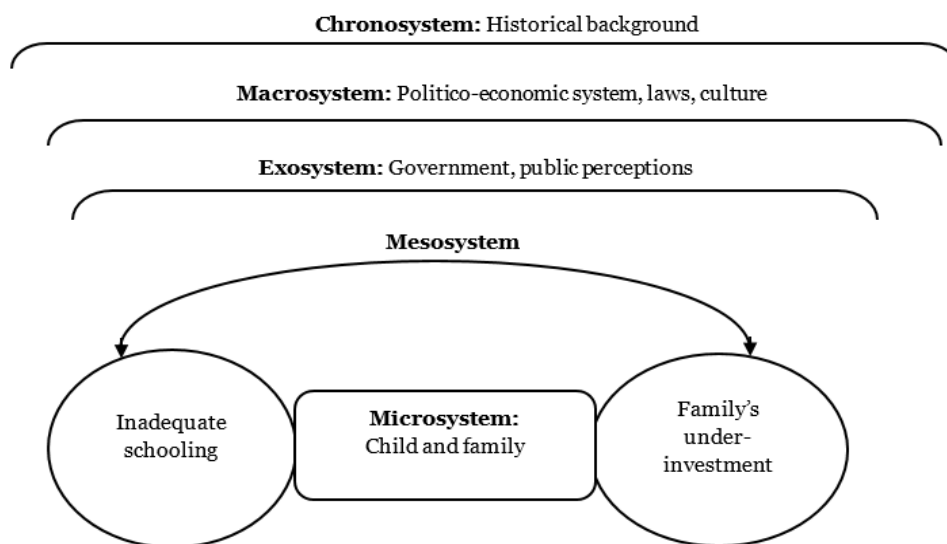 Chronosystem: Historical background
Macrosystem: Politico-economic system, laws, culture
Exosystem: Government, public perceptions
Mesosystem
Inadequate
schooling
Microsystem:
Child and family
Family's
under-
investment